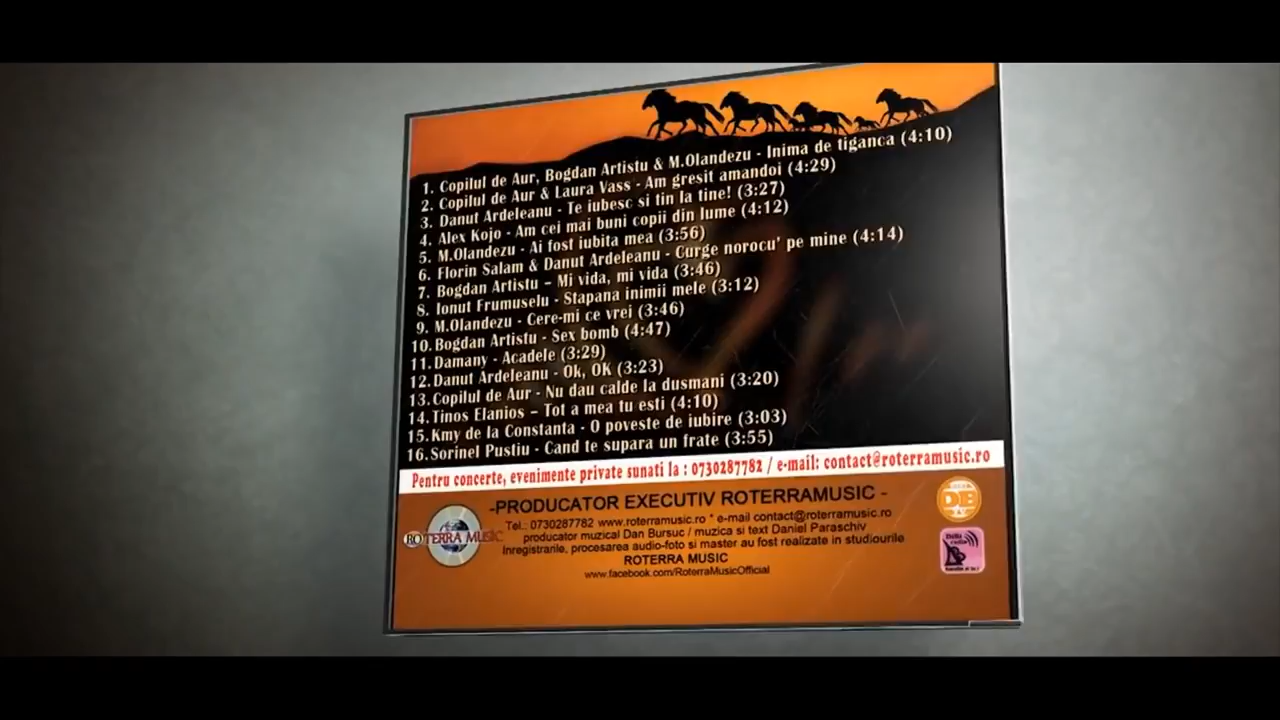 1. Copilul de Aur, Bogdan Artistu & M.Olandezu - Inima de tiganca (4:10)
2. Copilul de Aur & Laura Vass - Am gresit amandoi (4:29)
3. Danut Ardeleanu - Te iubesc si tin la tine! (3:27)
4. Alex Kojo - Am cei mai buni copii din lume (4:12)
5. M.Olandezu - Ai fost iubita mea (3:56)
6. Florin Salam & Danut Ardeleanu - Curge norocu' pe mine (4:14)
7. Bogdan Artistu – Mi vida, mi vida (3:46)
8. Ionut Frumuselu - Stapana inimii mele (3:12)
9. M.Olandezu - Cere-mi ce vrei (3:46)
10. Bogdan Artistu - Sex bomb (4:47)
11. Damany - Acadele (3:29)
12. Danut Ardeleanu - Ok, OK (3:23)
13. Copilul de Aur - Nu dau calde la dusmani (3:20)
14. Tinos Elanios – Tot a mea tu esti (4:10)
15. Kmy de la Constanta - O poveste de iubire (3:03)
16. Sorinel Pustiu - Cand te supara un frate (3:55)
Pentru concerte, evenimente private sunati la : 0730287782 / e-mail: contact@roterramusic.ro
-PRODUCATOR EXECUTIV ROTERRAMUSIC -
Tel.: 0730287782 www.roterramusic.ro * e-mail contact@roterramusic.ro
producator muzical Dan Bursuc / muzica si text Daniel Paraschiv
Inregistrarile, procesarea audio-foto si master au fost realizate in studiourile
ROTERRA MUSIC
www.facebook.com/RoterraMusicOfficial
ROTERRA MUSIC
DB
Delta
radio